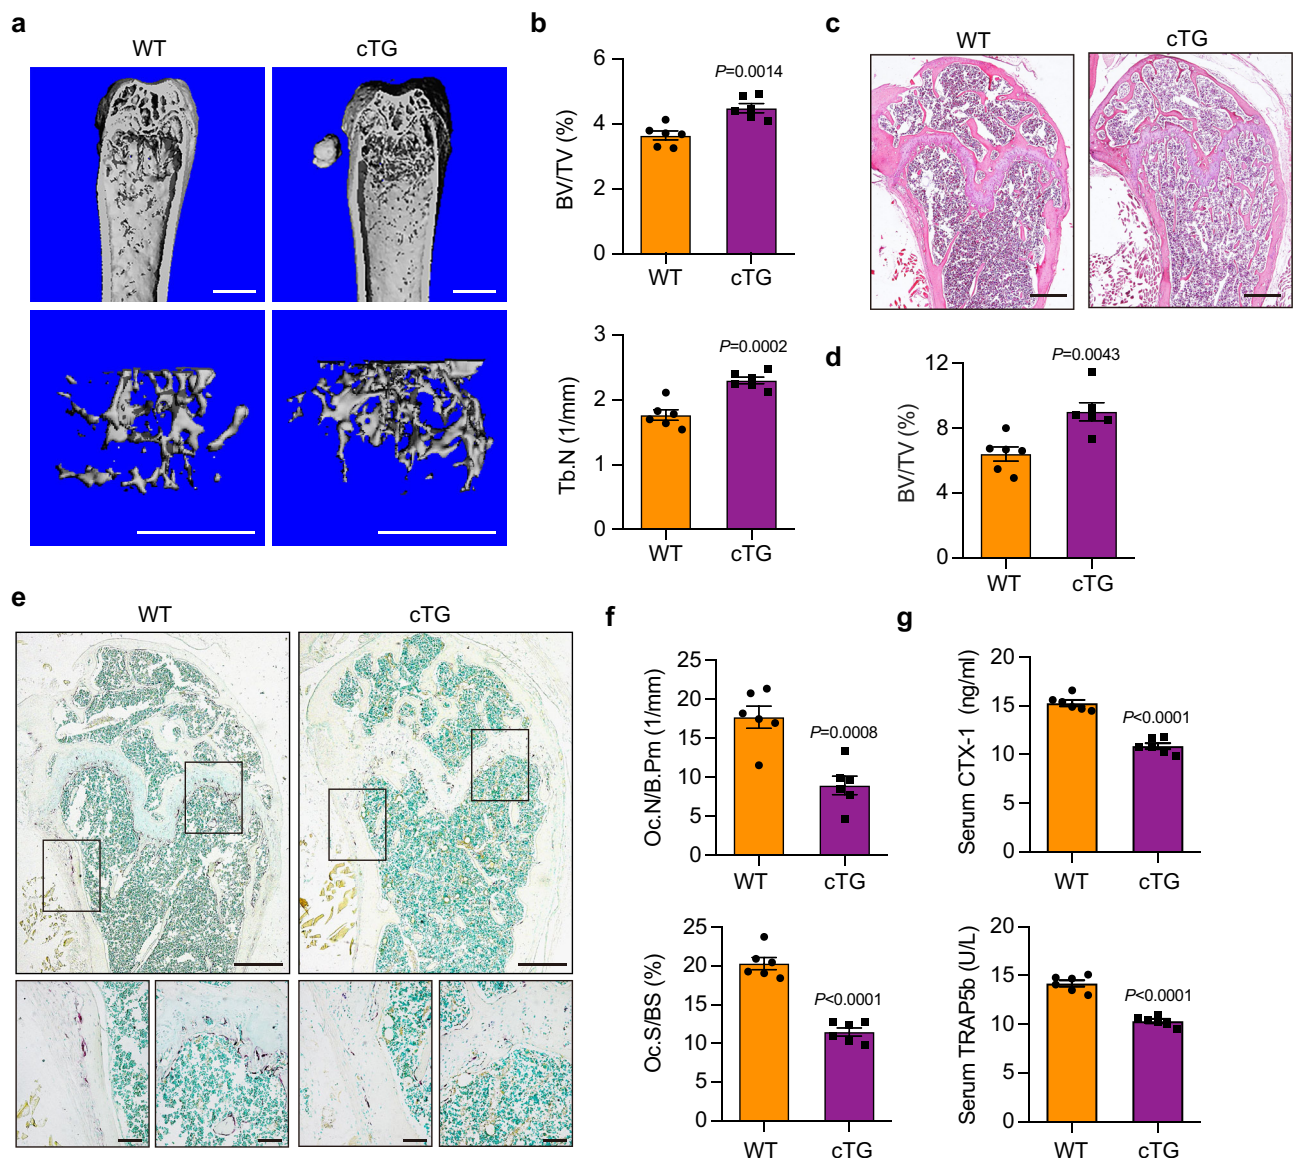 a
WT
cTG
b
BV/TV (%)
6
4
2
0
P=0.0014
WT
cTG
Tb.N (1/mm)
3
2
1
0
P=0.0002
WT
cTG
c
WT
cTG
d
BV/TV (%)
12
8
4
0
P=0.0043
WT
cTG
e
WT
cTG
f
Oc.N/B.Pm (1/mm)
25
20
15
10
5
0
P=0.0008
WT
cTG
Oc.S/BS (%)
25
20
15
10
5
0
P<0.0001
WT
cTG
g
Serum CTX-1 (ng/ml)
20
15
10
5
0
P<0.0001
WT
cTG
Serum TRAP5b (U/L)
20
15
10
5
0
P<0.0001
WT
cTG